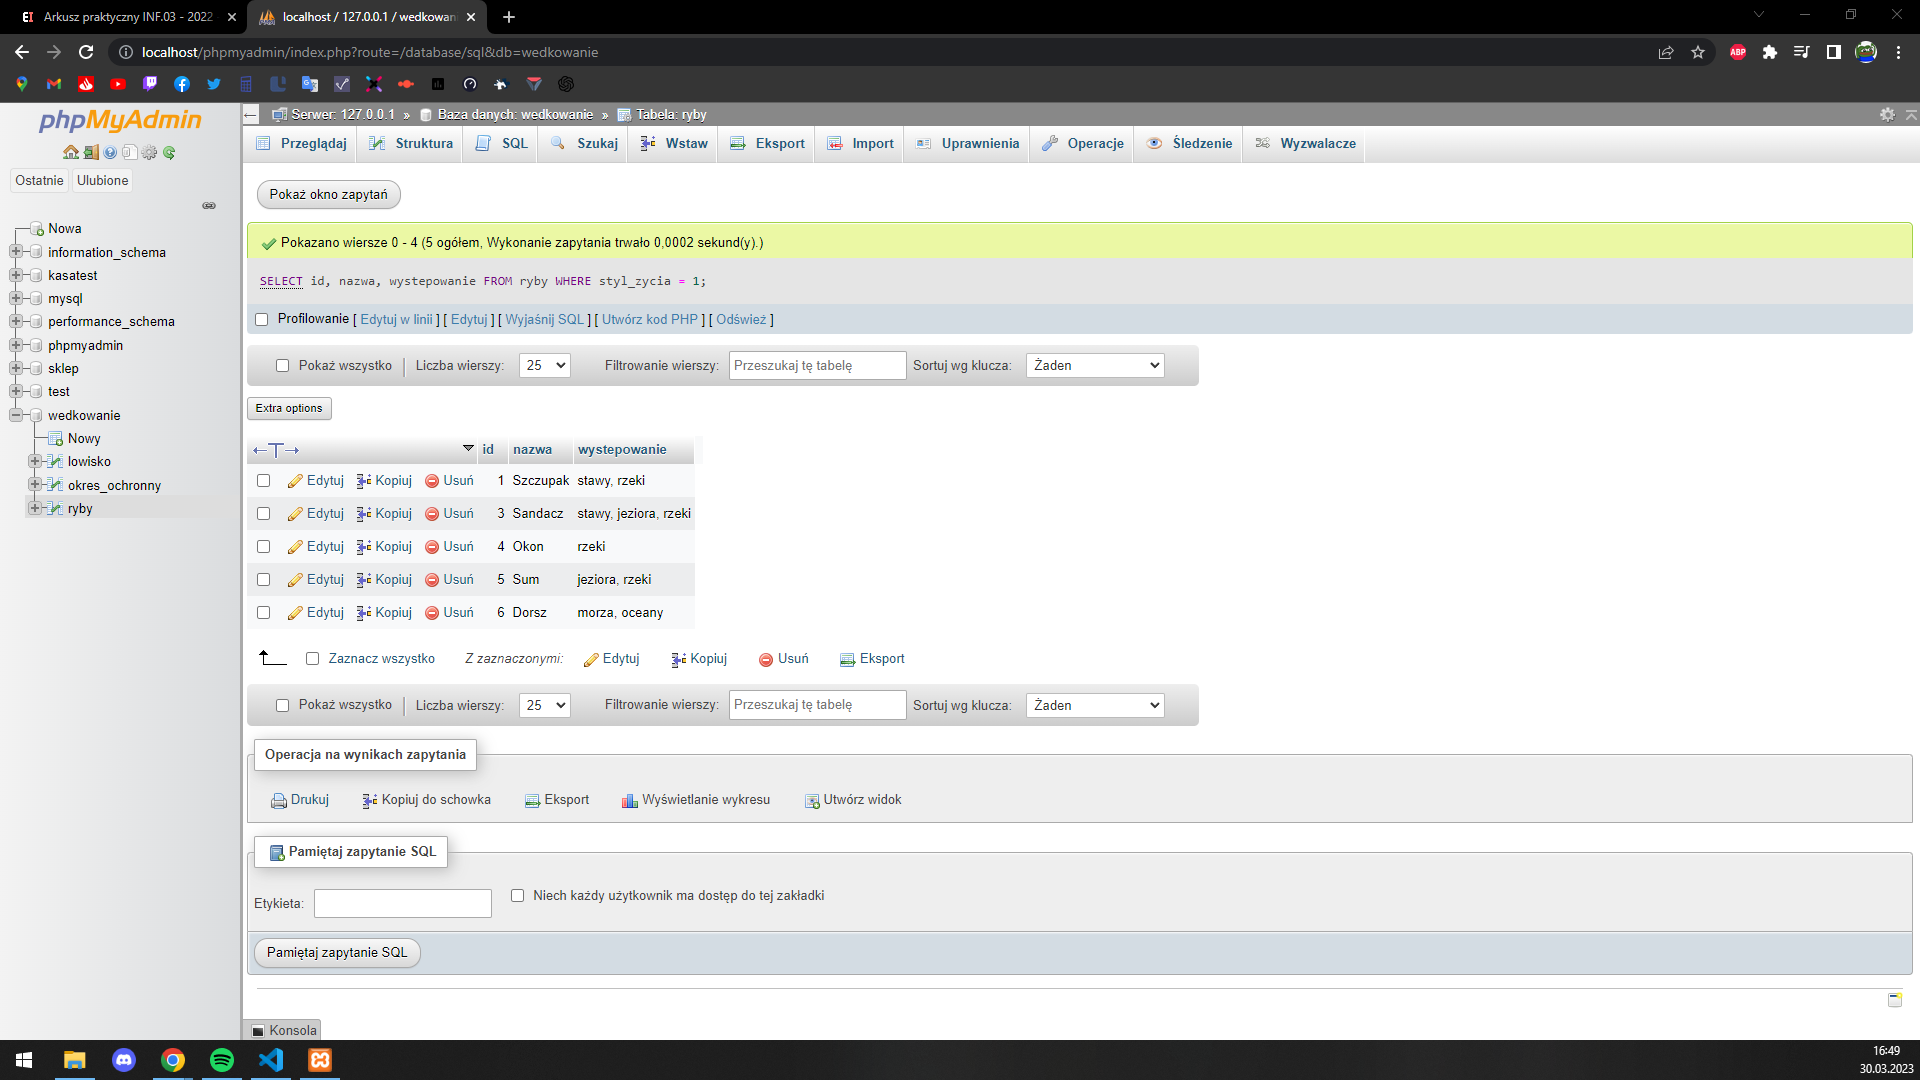 Arkusz praktyczny INF.03 - 2022
localhost / 127.0.0.1 / wedkowan
localhost/phpmyadmin/index.php?route=/database/sql&db=wedkowanie
ABP
phpMyAdmin
Ostatnie
Ulubione
Nowa
information_schema
kasatest
mysql
performance_schema
phpmyadmin
sklep
test
wedkowanie
Nowy
lowisko
okres_ochronny
ryby
Serwer: 127.0.0.1 » Baza danych: wedkowanie » Tabela: ryby
Przeglądaj Struktura SQL Szukaj Wstaw Eksport Import Uprawnienia Operacje Śledzenie Wyzwalacze
Pokaż okno zapytań
Pokazano wiersze 0 - 4 (5 ogółem, Wykonanie zapytania trwało 0,0002 sekund(y).)
SELECT id, nazwa, wystepowanie FROM ryby WHERE styl_zycia = 1;
Profilowanie [ Edytuj w linii ] [ Edytuj ] [ Wyjaśnij SQL ] [ Utwórz kod PHP ] [ Odśwież ]
Pokaż wszystko Liczba wierszy: 25 Filtrowanie wierszy: Przeszukaj tę tabelę Sortuj wg klucza: Żaden
Extra options
←T→ id nazwa wystepowanie
Edytuj Kopiuj Usuń 1 Szczupak stawy, rzeki
Edytuj Kopiuj Usuń 3 Sandacz stawy, jeziora, rzeki
Edytuj Kopiuj Usuń 4 Okon rzeki
Edytuj Kopiuj Usuń 5 Sum jeziora, rzeki
Edytuj Kopiuj Usuń 6 Dorsz morza, oceany
Zaznacz wszystko Z zaznaczonymi: Edytuj Kopiuj Usuń Eksport
Pokaż wszystko Liczba wierszy: 25 Filtrowanie wierszy: Przeszukaj tę tabelę Sortuj wg klucza: Żaden
Operacja na wynikach zapytania
Drukuj Kopiuj do schowka Eksport Wyświetlanie wykresu Utwórz widok
Pamiętaj zapytanie SQL
Etykieta: Niech każdy użytkownik ma dostęp do tej zakładki
Pamiętaj zapytanie SQL
Konsola
16:49
30.03.2023